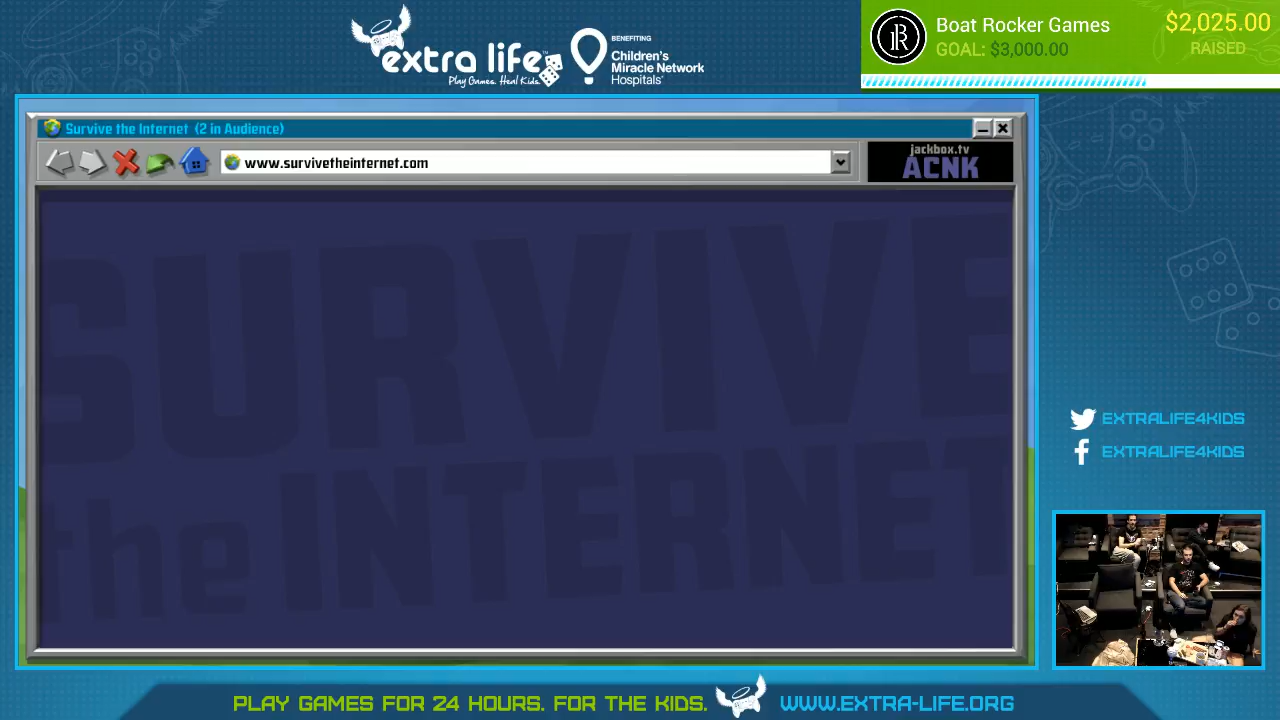 extra life
Play Games. Heal Kids.
BENEFITING
Children's
Miracle Network
Hospitals
Boat Rocker Games
GOAL: $3,000.00
$2,025.00
RAISED
Survive the Internet (2 in Audience)
www.survivetheinternet.com
jackbox.tv
ACNK
SURVIVE
the INTERNET
EXTRALIFE4KIDS
EXTRALIFE4KIDS
PLAY GAMES FOR 24 HOURS. FOR THE KIDS.
WWW.EXTRA-LIFE.ORG